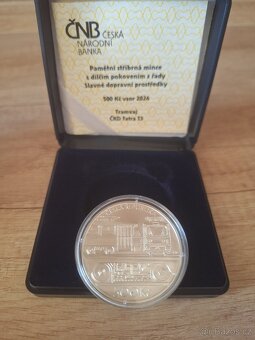 ČNB ČESKÁ
NÁRODNÍ
BANKA
Pamětní stříbrná mince
s dílčím pokovením z řady
Slavné dopravní prostředky
500 Kč vzor 2024
Tramvaj
ČKD Tatra T3
500 Kč